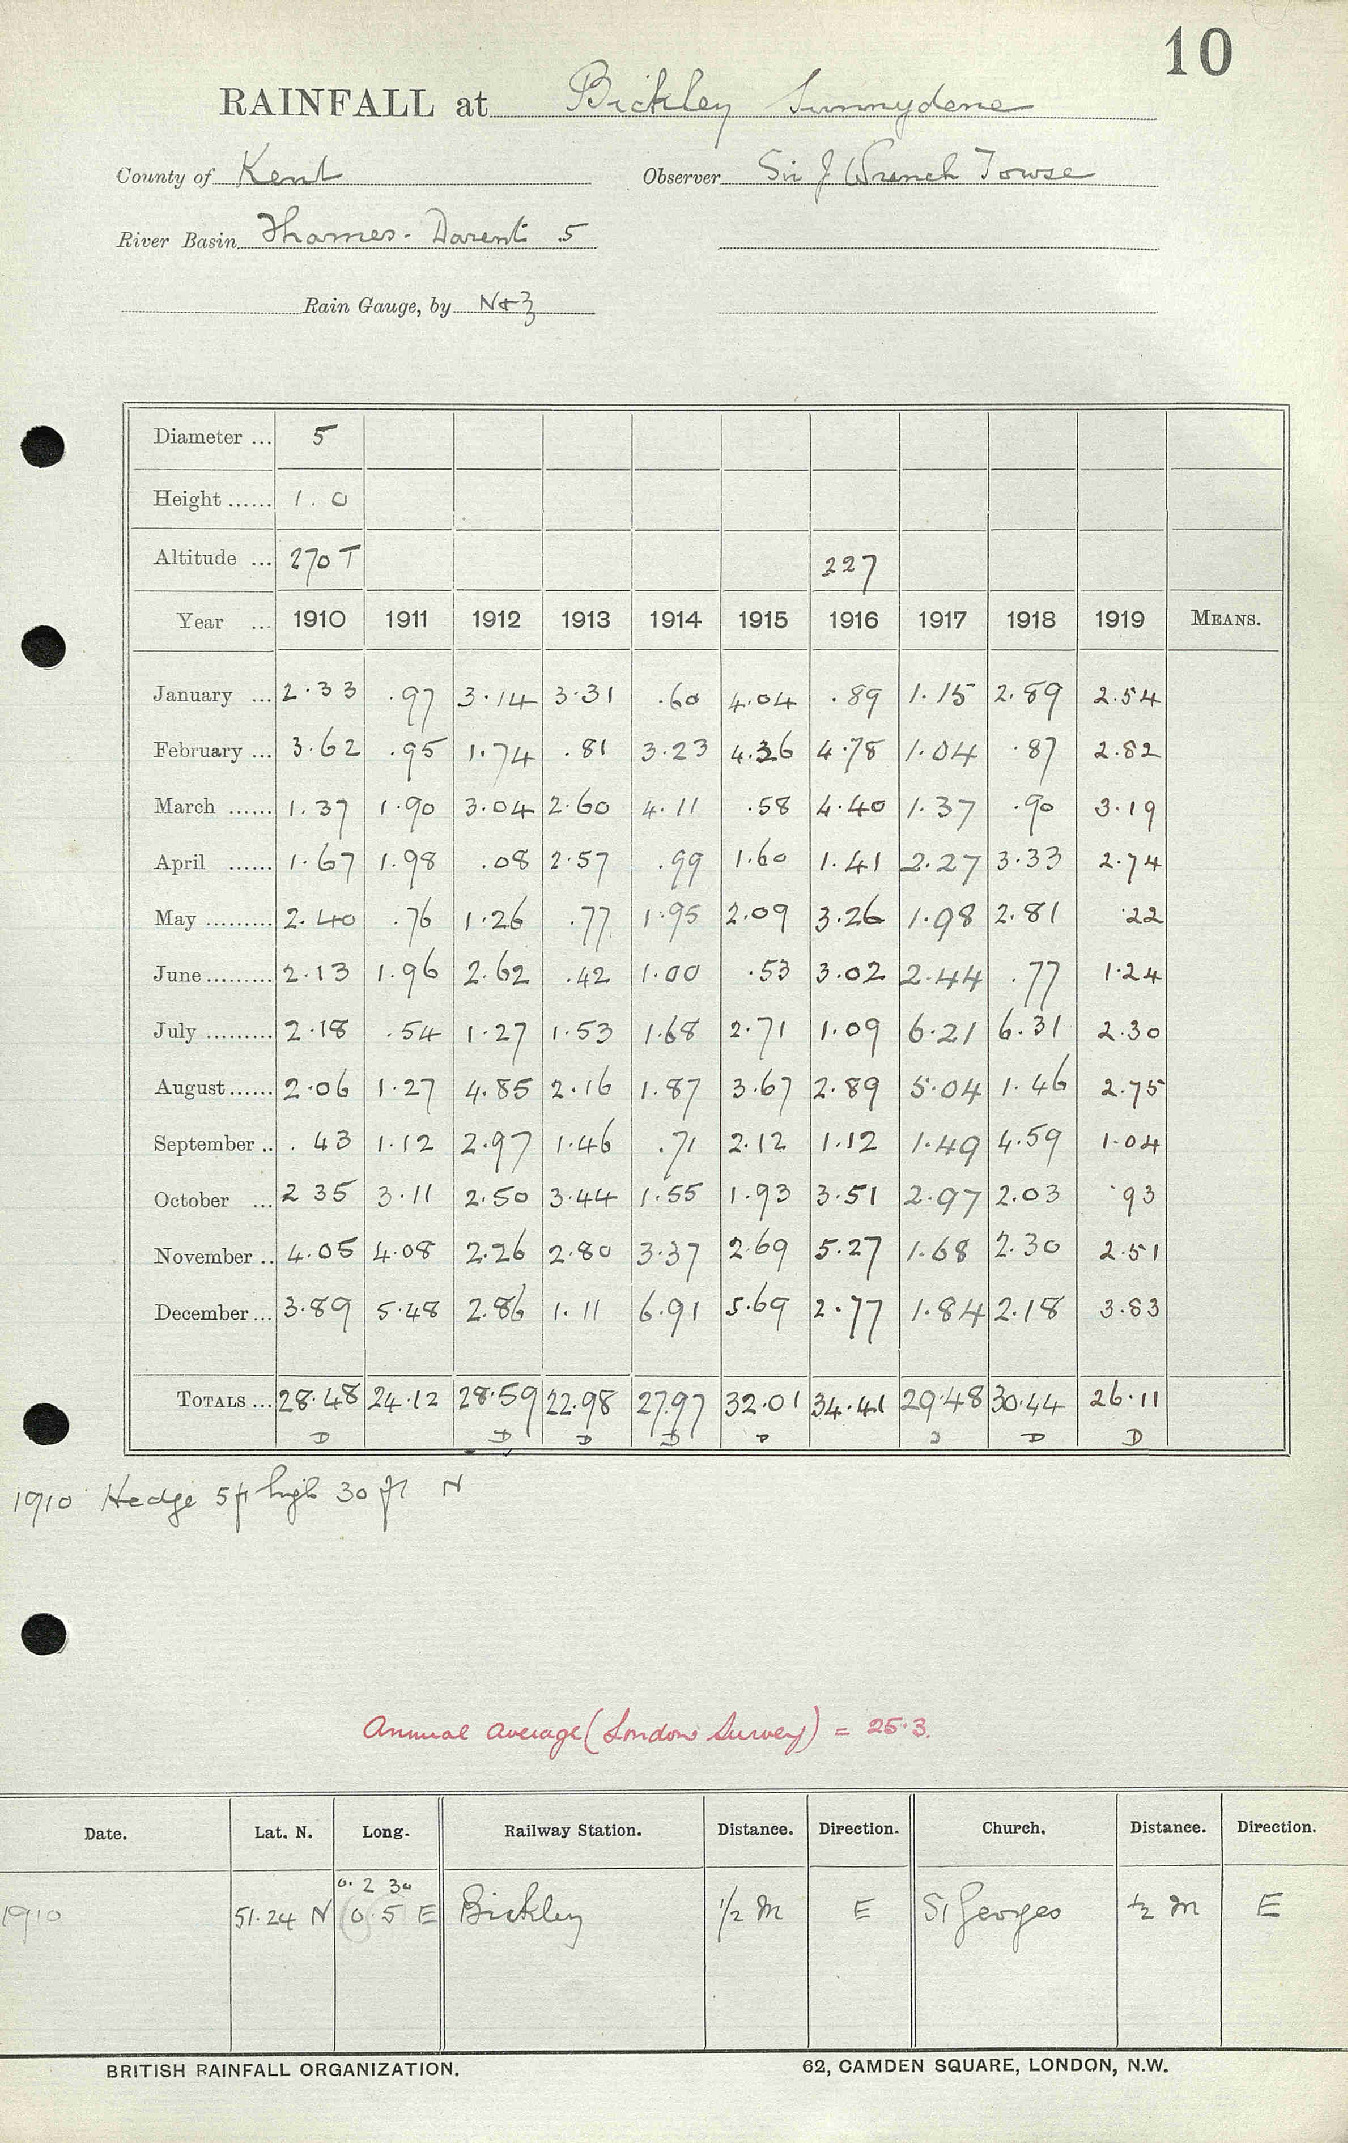 10
RAINFALL at Bickley Sunnydene
County of Kent Observer Sir J Wrench Towse
River Basin Thames - Darent 5
Rain Gauge, by N+Z
Diameter ... 5
Height ...... 1.0
Altitude ... 270 T 227
Year ... 1910 1911 1912 1913 1914 1915 1916 1917 1918 1919 MEANS.
January ... 2.33 .97 3.14 3.31 .60 4.04 .89 1.15 2.89 2.54
February ... 3.62 .95 1.74 .81 3.23 4.36 4.78 1.04 .87 2.82
March ...... 1.37 1.90 3.04 2.60 4.11 .58 4.40 1.37 .90 3.19
April ...... 1.67 1.98 .08 2.57 .99 1.60 1.41 2.27 3.33 2.74
May ......... 2.40 .76 1.26 .77 1.95 2.09 3.26 1.98 2.81 .22
June ......... 2.13 1.96 2.62 .42 1.00 .53 3.02 2.44 .77 1.24
July ......... 2.18 .54 1.27 1.53 1.68 2.71 1.09 6.21 6.31 2.30
August ...... 2.06 1.27 4.85 2.16 1.87 3.67 2.89 5.04 1.46 2.75
September .. .43 1.12 2.97 1.46 .71 2.12 1.12 1.49 4.59 1.04
October ... 2 35 3.11 2.50 3.44 1.55 1.93 3.51 2.97 2.03 .93
November .. 4.05 4.08 2.26 2.80 3.37 2.69 5.27 1.68 2.30 2.51
December ... 3.89 5.48 2.86 1.11 6.91 5.69 2.77 1.84 2.18 3.83
TOTALS ... 28.48 24.12 28.59 22.98 27.97 32.01 34.41 29.48 30.44 26.11
D D D D D D D D
1910 Hedge 5ft high 30 ft N
Annual average (London Survey) = 25.3.
Date. Lat. N. Long. Railway Station. Distance. Direction. Church. Distance. Direction.
0. 2 30
1910 51.24 N 0.5 E Bickley 1/2 M E St Georges 1/2 M E
BRITISH RAINFALL ORGANIZATION. 62, CAMDEN SQUARE, LONDON, N.W.